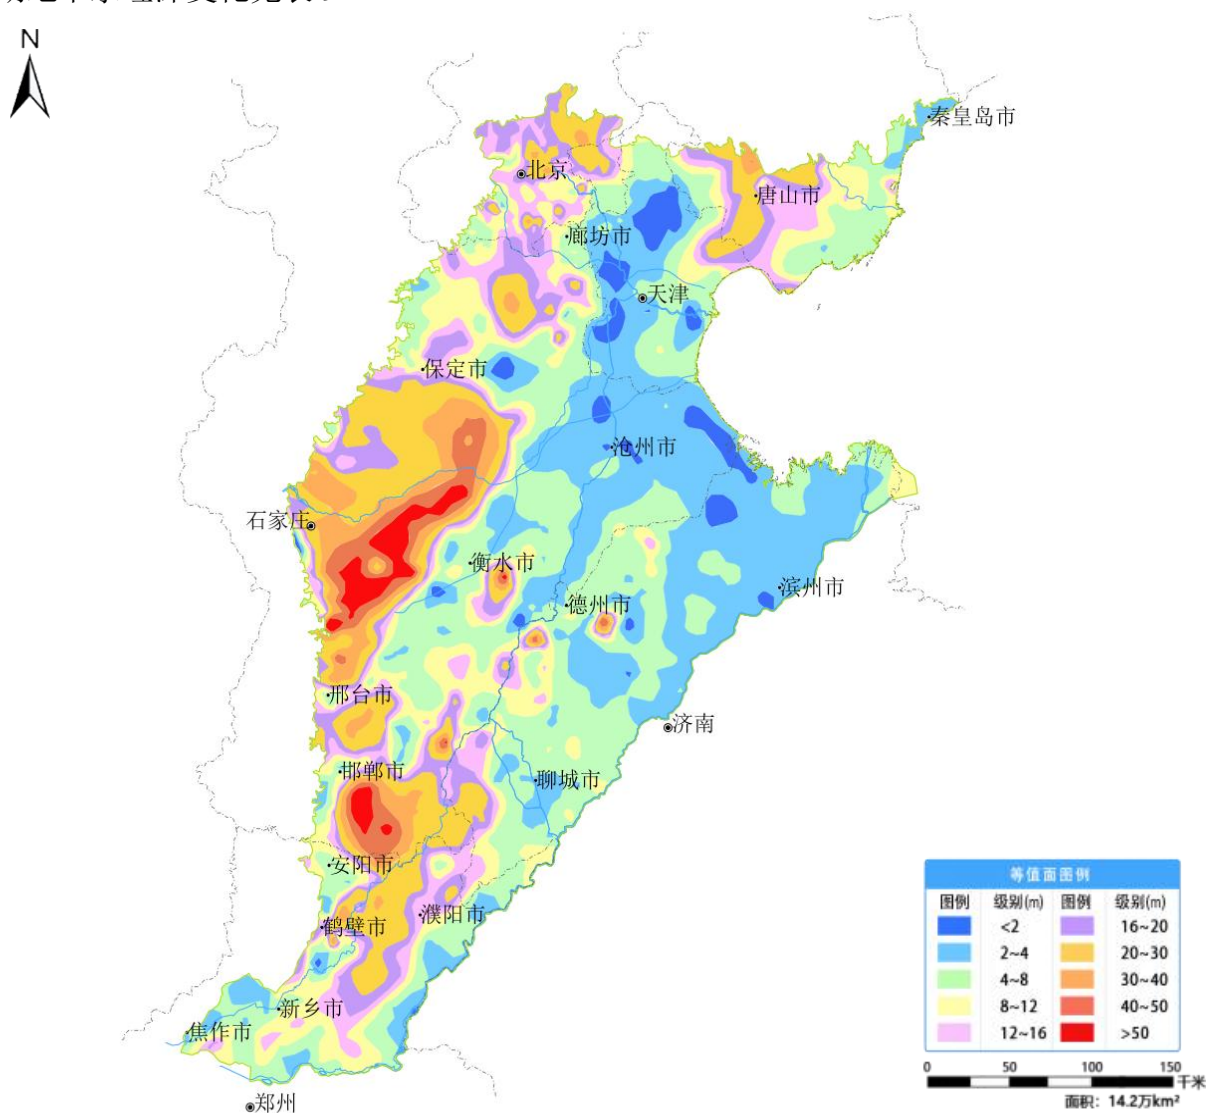 N
秦皇岛市
北京
唐山市
廊坊市
天津
保定市
沧州市
石家庄
衡水市
滨州市
德州市
邢台市
济南
邯郸市
聊城市
安阳市
濮阳市
鹤壁市
新乡市
焦作市
郑州
等值面图例
图例 级别(m) 图例 级别(m)
<2 16~20
2~4 20~30
4~8 30~40
8~12 40~50
12~16 >50
0 50 100 150
千米
面积：14.2万km²